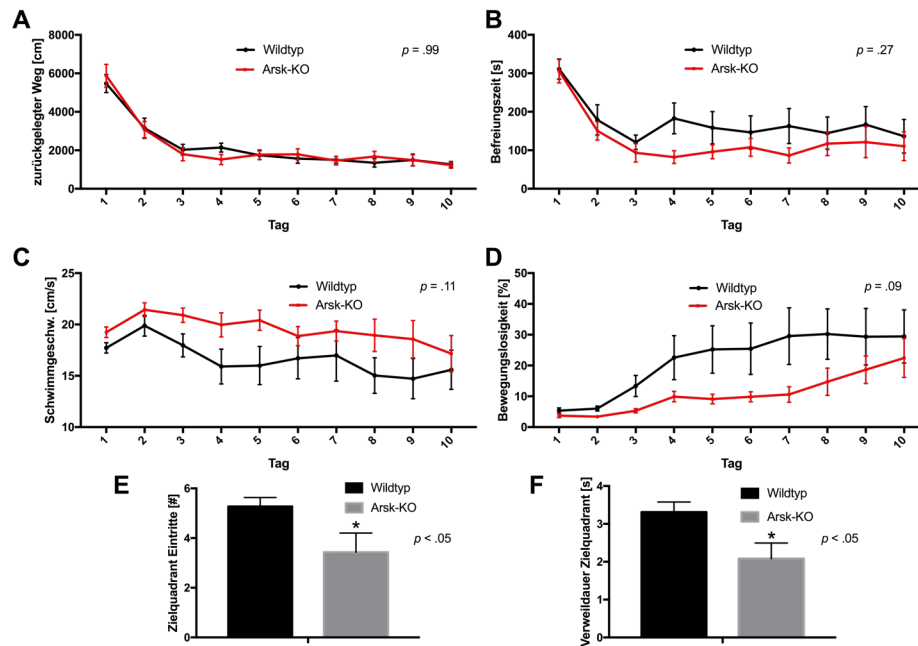 A
zurückgelegter Weg [cm]
8000
6000
4000
2000
0
Wildtyp
Arsk-KO
p = .99
1 2 3 4 5 6 7 8 9 10
Tag
B
Befreiungszeit [s]
400
300
200
100
0
Wildtyp
Arsk-KO
p = .27
1 2 3 4 5 6 7 8 9 10
Tag
C
Schwimmgeschw. [cm/s]
25
20
15
10
Wildtyp
Arsk-KO
p = .11
1 2 3 4 5 6 7 8 9 10
Tag
D
Bewegungslosigkeit [%]
50
40
30
20
10
0
Wildtyp
Arsk-KO
p = .09
1 2 3 4 5 6 7 8 9 10
Tag
E
Zielquadrant Eintritte [#]
6
4
2
0
Wildtyp
Arsk-KO
*
p < .05
F
Verweildauer Zielquadrant [s]
4
3
2
1
0
Wildtyp
Arsk-KO
*
p < .05